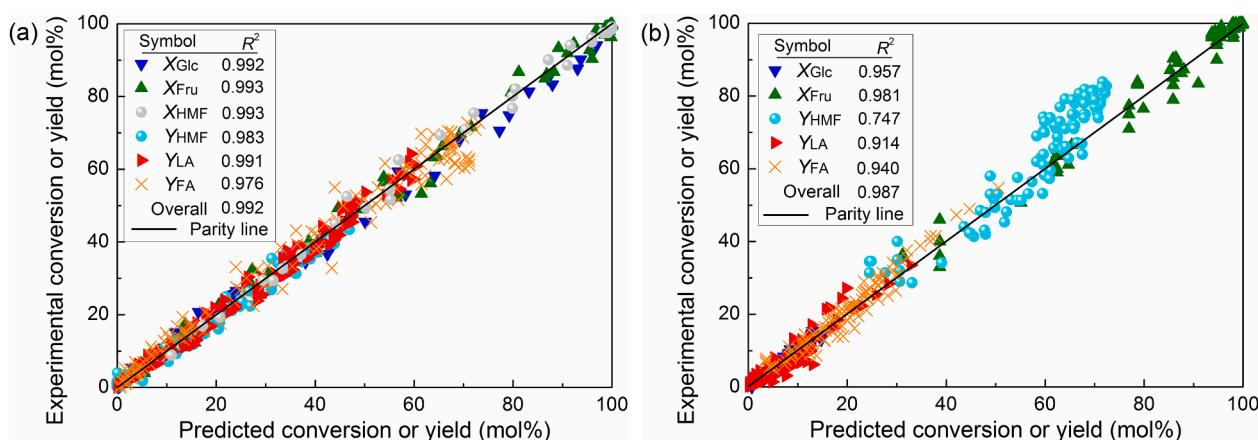 (a)
Experimental conversion or yield (mol%)
100
80
60
40
20
0
Symbol R²
XGlc 0.992
XFru 0.993
XHMF 0.993
YHMF 0.983
YLA 0.991
YFA 0.976
Overall 0.992
Parity line
0 20 40 60 80 100
Predicted conversion or yield (mol%)
(b)
Experimental conversion or yield (mol%)
100
80
60
40
20
0
Symbol R²
XGlc 0.957
XFru 0.981
YHMF 0.747
YLA 0.914
YFA 0.940
Overall 0.987
Parity line
0 20 40 60 80 100
Predicted conversion or yield (mol%)